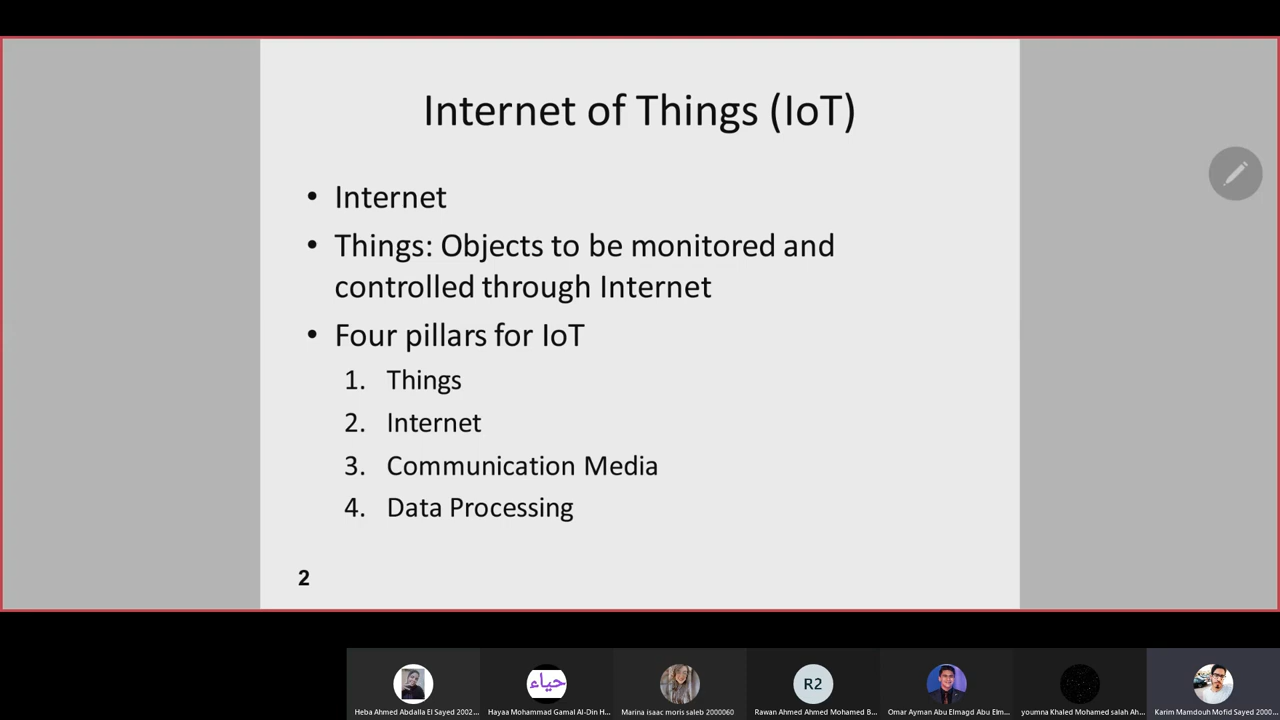 Internet of Things (IoT)
• Internet
• Things: Objects to be monitored and
controlled through Internet
• Four pillars for IoT
1. Things
2. Internet
3. Communication Media
4. Data Processing
2
حياء
R2
Heba Ahmed Abdalla El Sayed 2002...
Hayaa Mohammad Gamal Al-Din H...
Marina isaac moris saleb 2000060
Rawan Ahmed Ahmed Mohamed B...
Omar Ayman Abu Elmagd Abu Elm...
youmna Khaled Mohamed salah Ah...
Karim Mamdouh Mofid Sayed 2000...